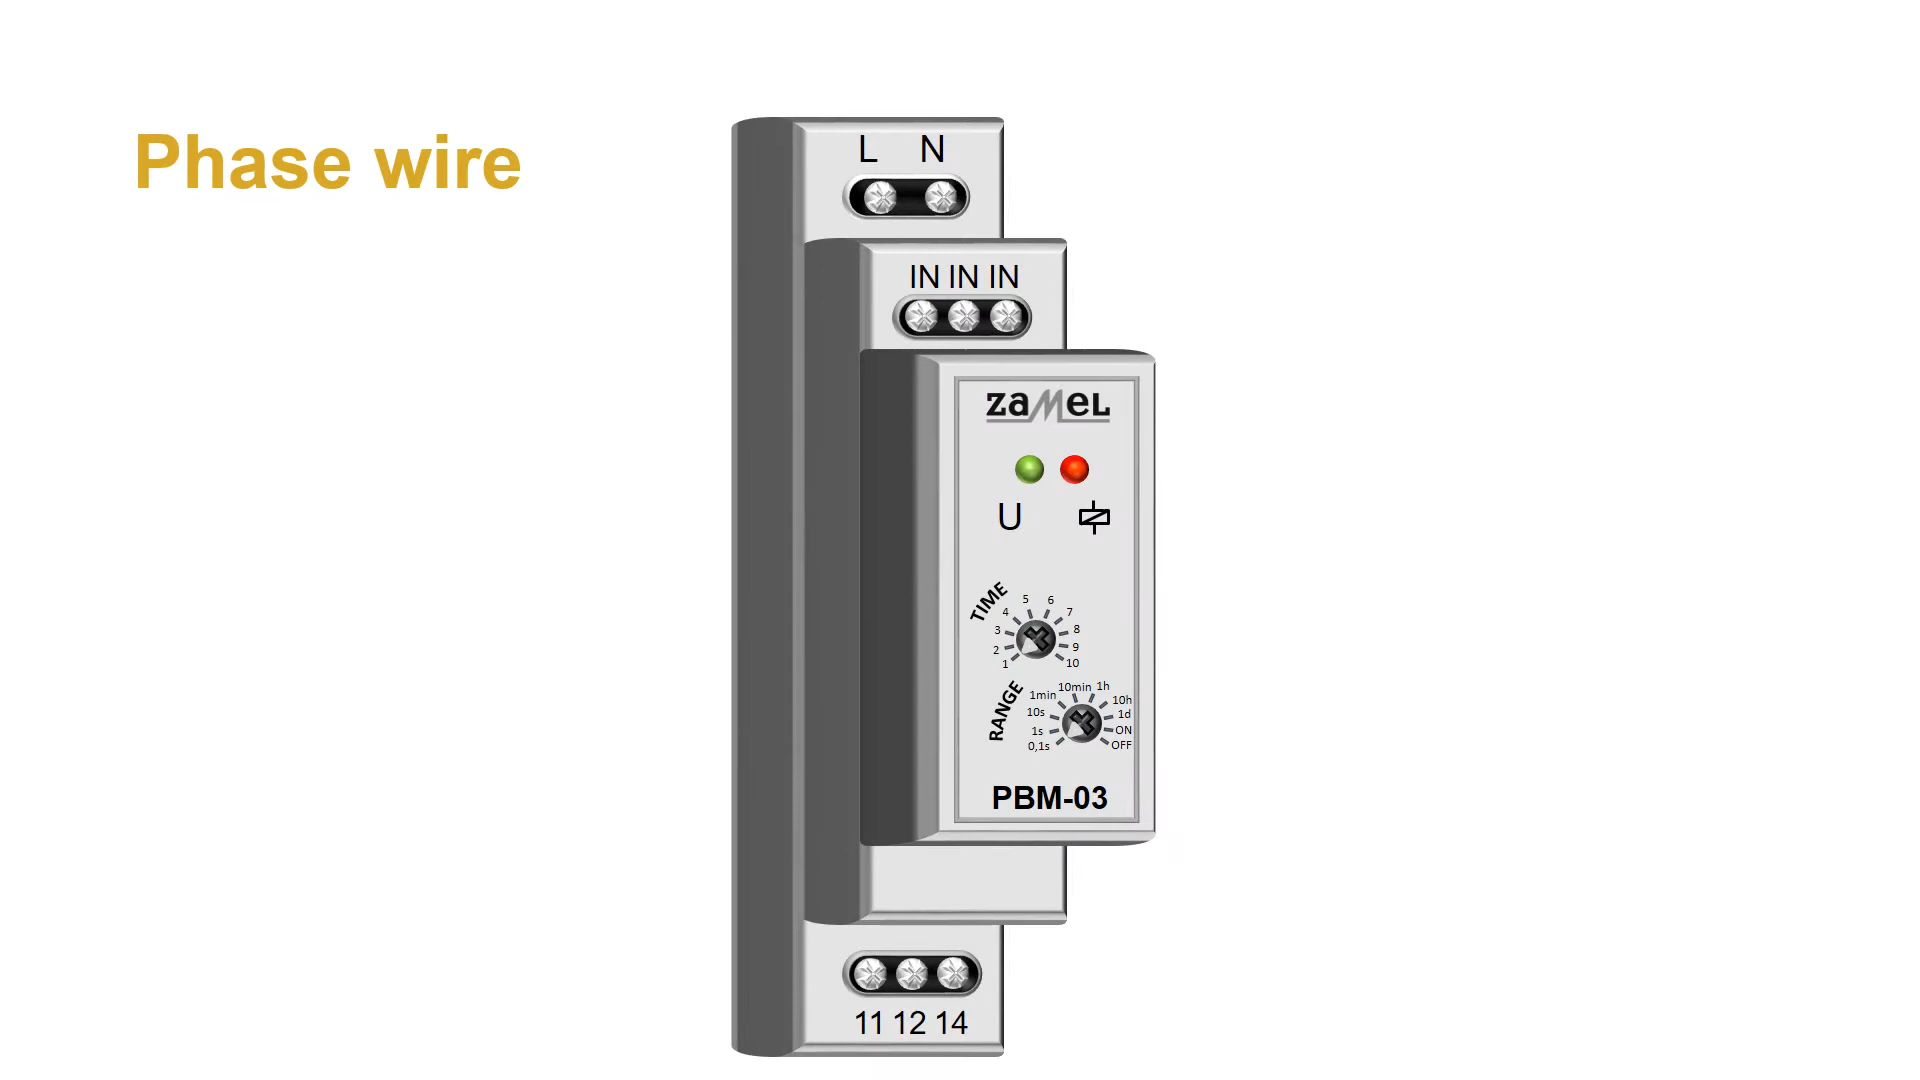 Phase wire
L N
IN IN IN
ZAMEL
U
TIME
1 2 3 4 5 6 7 8 9 10
RANGE
0,1s 1s 10s 1min 10min 1h 10h 1d ON OFF
PBM-03
11 12 14